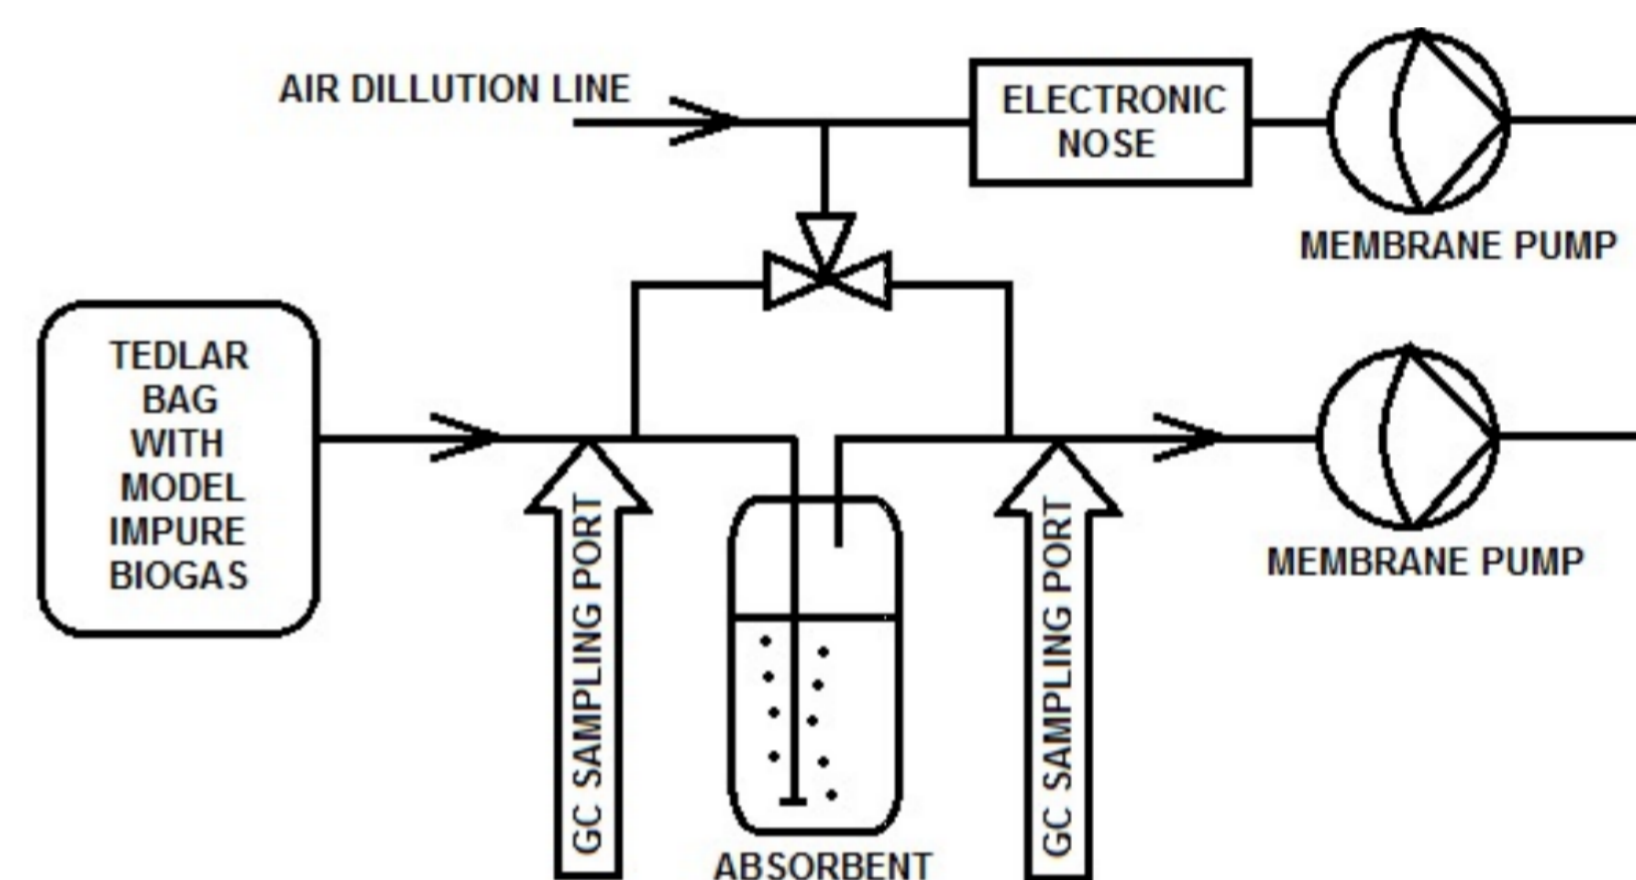 AIR DILLUTION LINE
ELECTRONIC
NOSE
MEMBRANE PUMP
TEDLAR
BAG
WITH
MODEL
IMPURE
BIOGAS
GC SAMPLING PORT
GC SAMPLING PORT
MEMBRANE PUMP
ABSORBENT